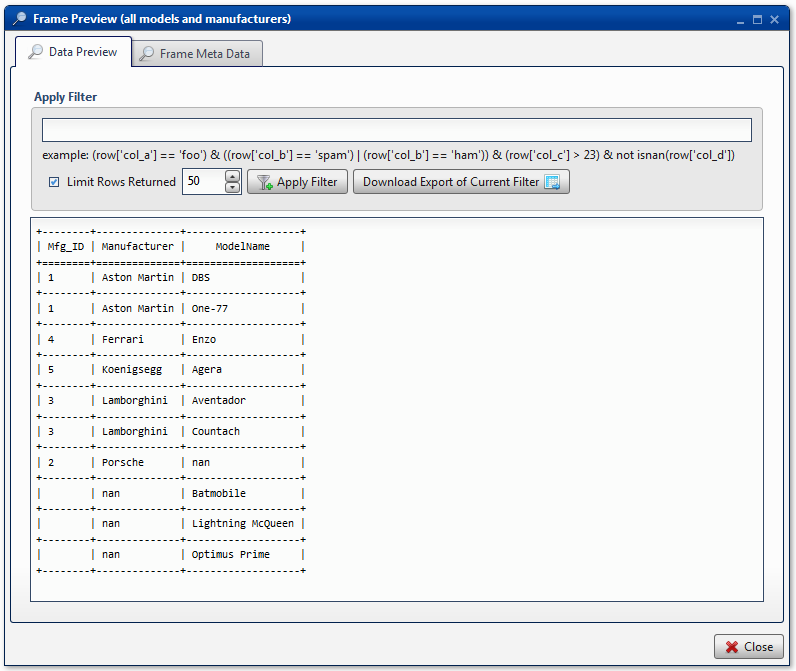 Frame Preview (all models and manufacturers)
Data Preview Frame Meta Data
Apply Filter
example: (row['col_a'] == 'foo') & ((row['col_b'] == 'spam') | (row['col_b'] == 'ham')) & (row['col_c'] > 23) & not isnan(row['col_d'])
Limit Rows Returned 50 Apply Filter Download Export of Current Filter
+--------+--------------+-------------------+
| Mfg_ID | Manufacturer |     ModelName     |
+========+==============+===================+
| 1      | Aston Martin | DBS               |
+--------+--------------+-------------------+
| 1      | Aston Martin | One-77            |
+--------+--------------+-------------------+
| 4      | Ferrari      | Enzo              |
+--------+--------------+-------------------+
| 5      | Koenigsegg   | Agera             |
+--------+--------------+-------------------+
| 3      | Lamborghini  | Aventador         |
+--------+--------------+-------------------+
| 3      | Lamborghini  | Countach          |
+--------+--------------+-------------------+
| 2      | Porsche      | nan               |
+--------+--------------+-------------------+
|        | nan          | Batmobile         |
+--------+--------------+-------------------+
|        | nan          | Lightning McQueen |
+--------+--------------+-------------------+
|        | nan          | Optimus Prime     |
+--------+--------------+-------------------+
Close